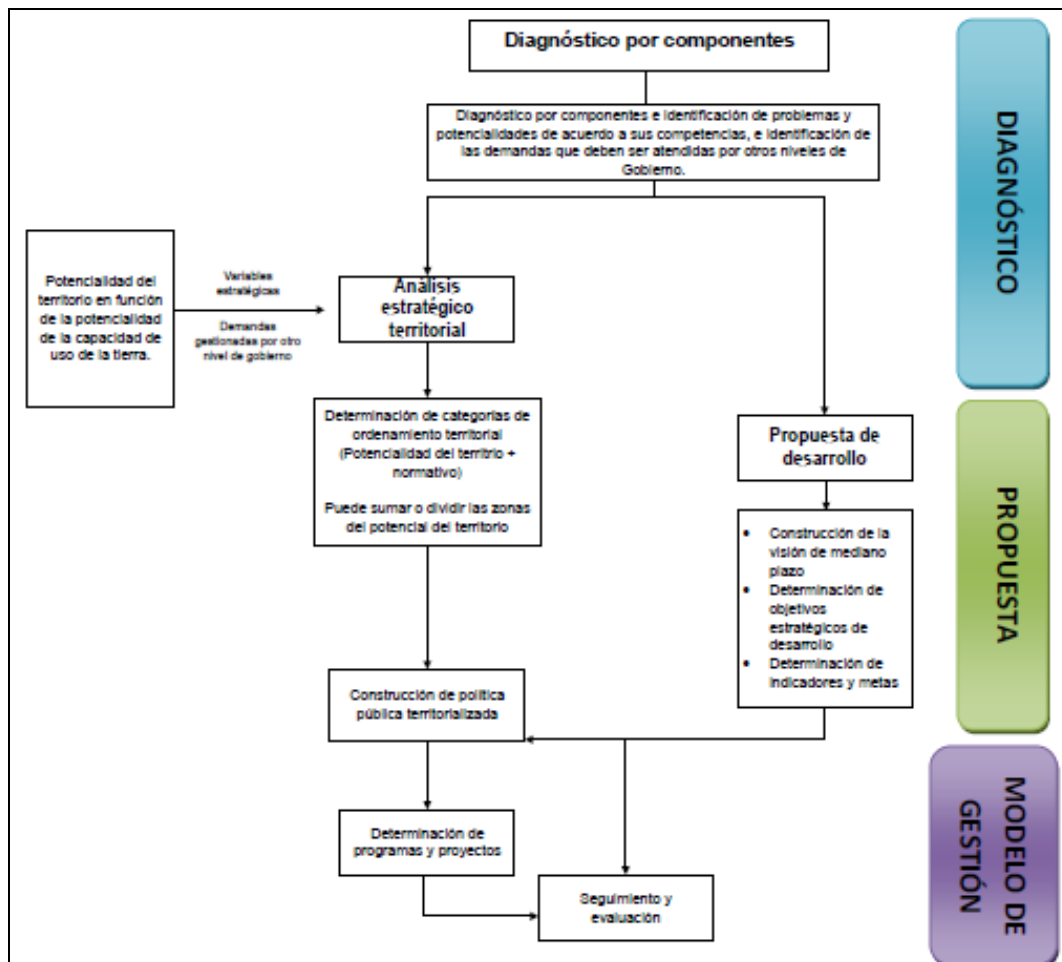 Diagnóstico por componentes
Diagnóstico por componentes e identificación de problemas y
potencialidades de acuerdo a sus competencias, e identificación de
las demandas que deben ser atendidas por otros niveles de
Gobierno.
DIAGNÓSTICO
Potencialidad del
territorio en función
de la potencialidad
de la capacidad de
uso de la tierra.
Variables
estratégicas
Demandas
gestionadas por otro
nivel de gobierno
Análisis
estratégico
territorial
Determinación de categorías de
ordenamiento territorial
(Potencialidad del territrio +
normativo)
Puede sumar o dividir las zonas
del potencial del territorio
Propuesta de
desarrollo
• Construcción de la
visión de mediano
plazo
• Determinación de
objetivos
estratégicos de
desarrollo
• Determinación de
indicadores y metas
PROPUESTA
Construcción de política
pública territorializada
Determinación de
programas y proyectos
Seguimiento y
evaluación
MODELO DE
GESTIÓN